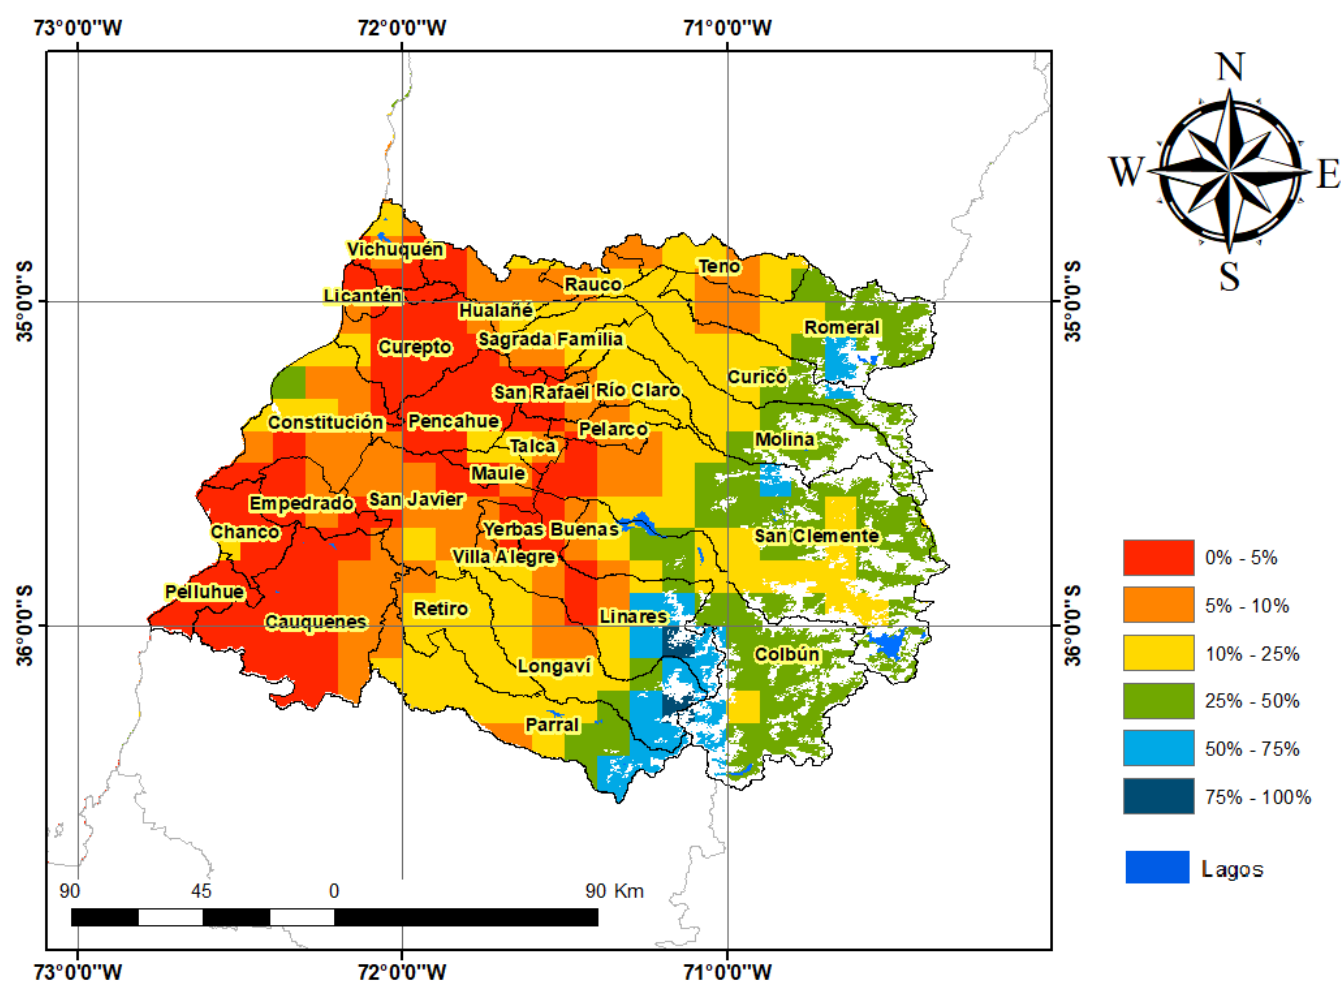 73°0'0"W 72°0'0"W 71°0'0"W
N
W E
S
35°0'0"S 35°0'0"S
36°0'0"S 36°0'0"S
Vichuquén
Teno
Rauco
Licantén
Hualañé
Romeral
Sagrada Familia
Curepto
Curicó
San Rafael Río Claro
Constitución Pencahue
Pelarco
Molina
Talca
Maule
Empedrado San Javier
Chanco
Yerbas Buenas
San Clemente
Villa Alegre
Pelluhue
Retiro
Linares
Cauquenes
Colbún
Longaví
Parral
0% - 5%
5% - 10%
10% - 25%
25% - 50%
50% - 75%
75% - 100%
Lagos
90 45 0 90 Km
73°0'0"W 72°0'0"W 71°0'0"W